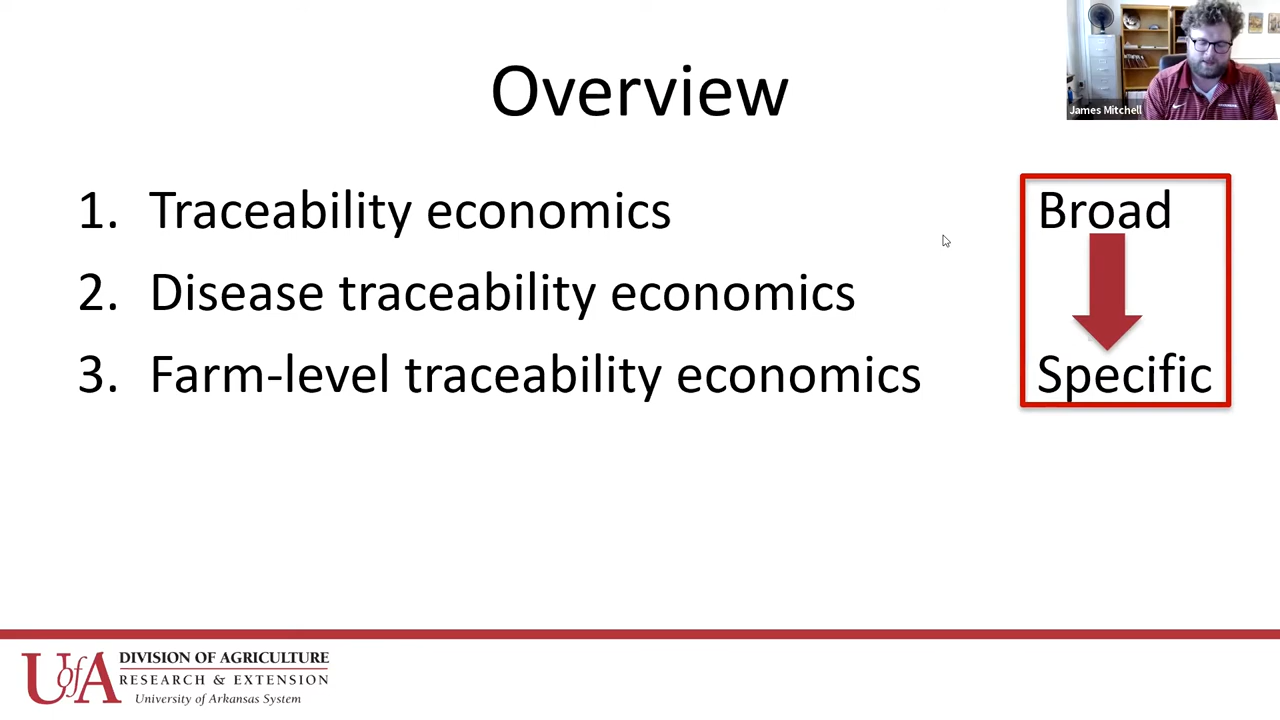 Overview
James Mitchell
1. Traceability economics
Broad
2. Disease traceability economics
3. Farm-level traceability economics
Specific
UofA
DIVISION OF AGRICULTURE
RESEARCH & EXTENSION
University of Arkansas System